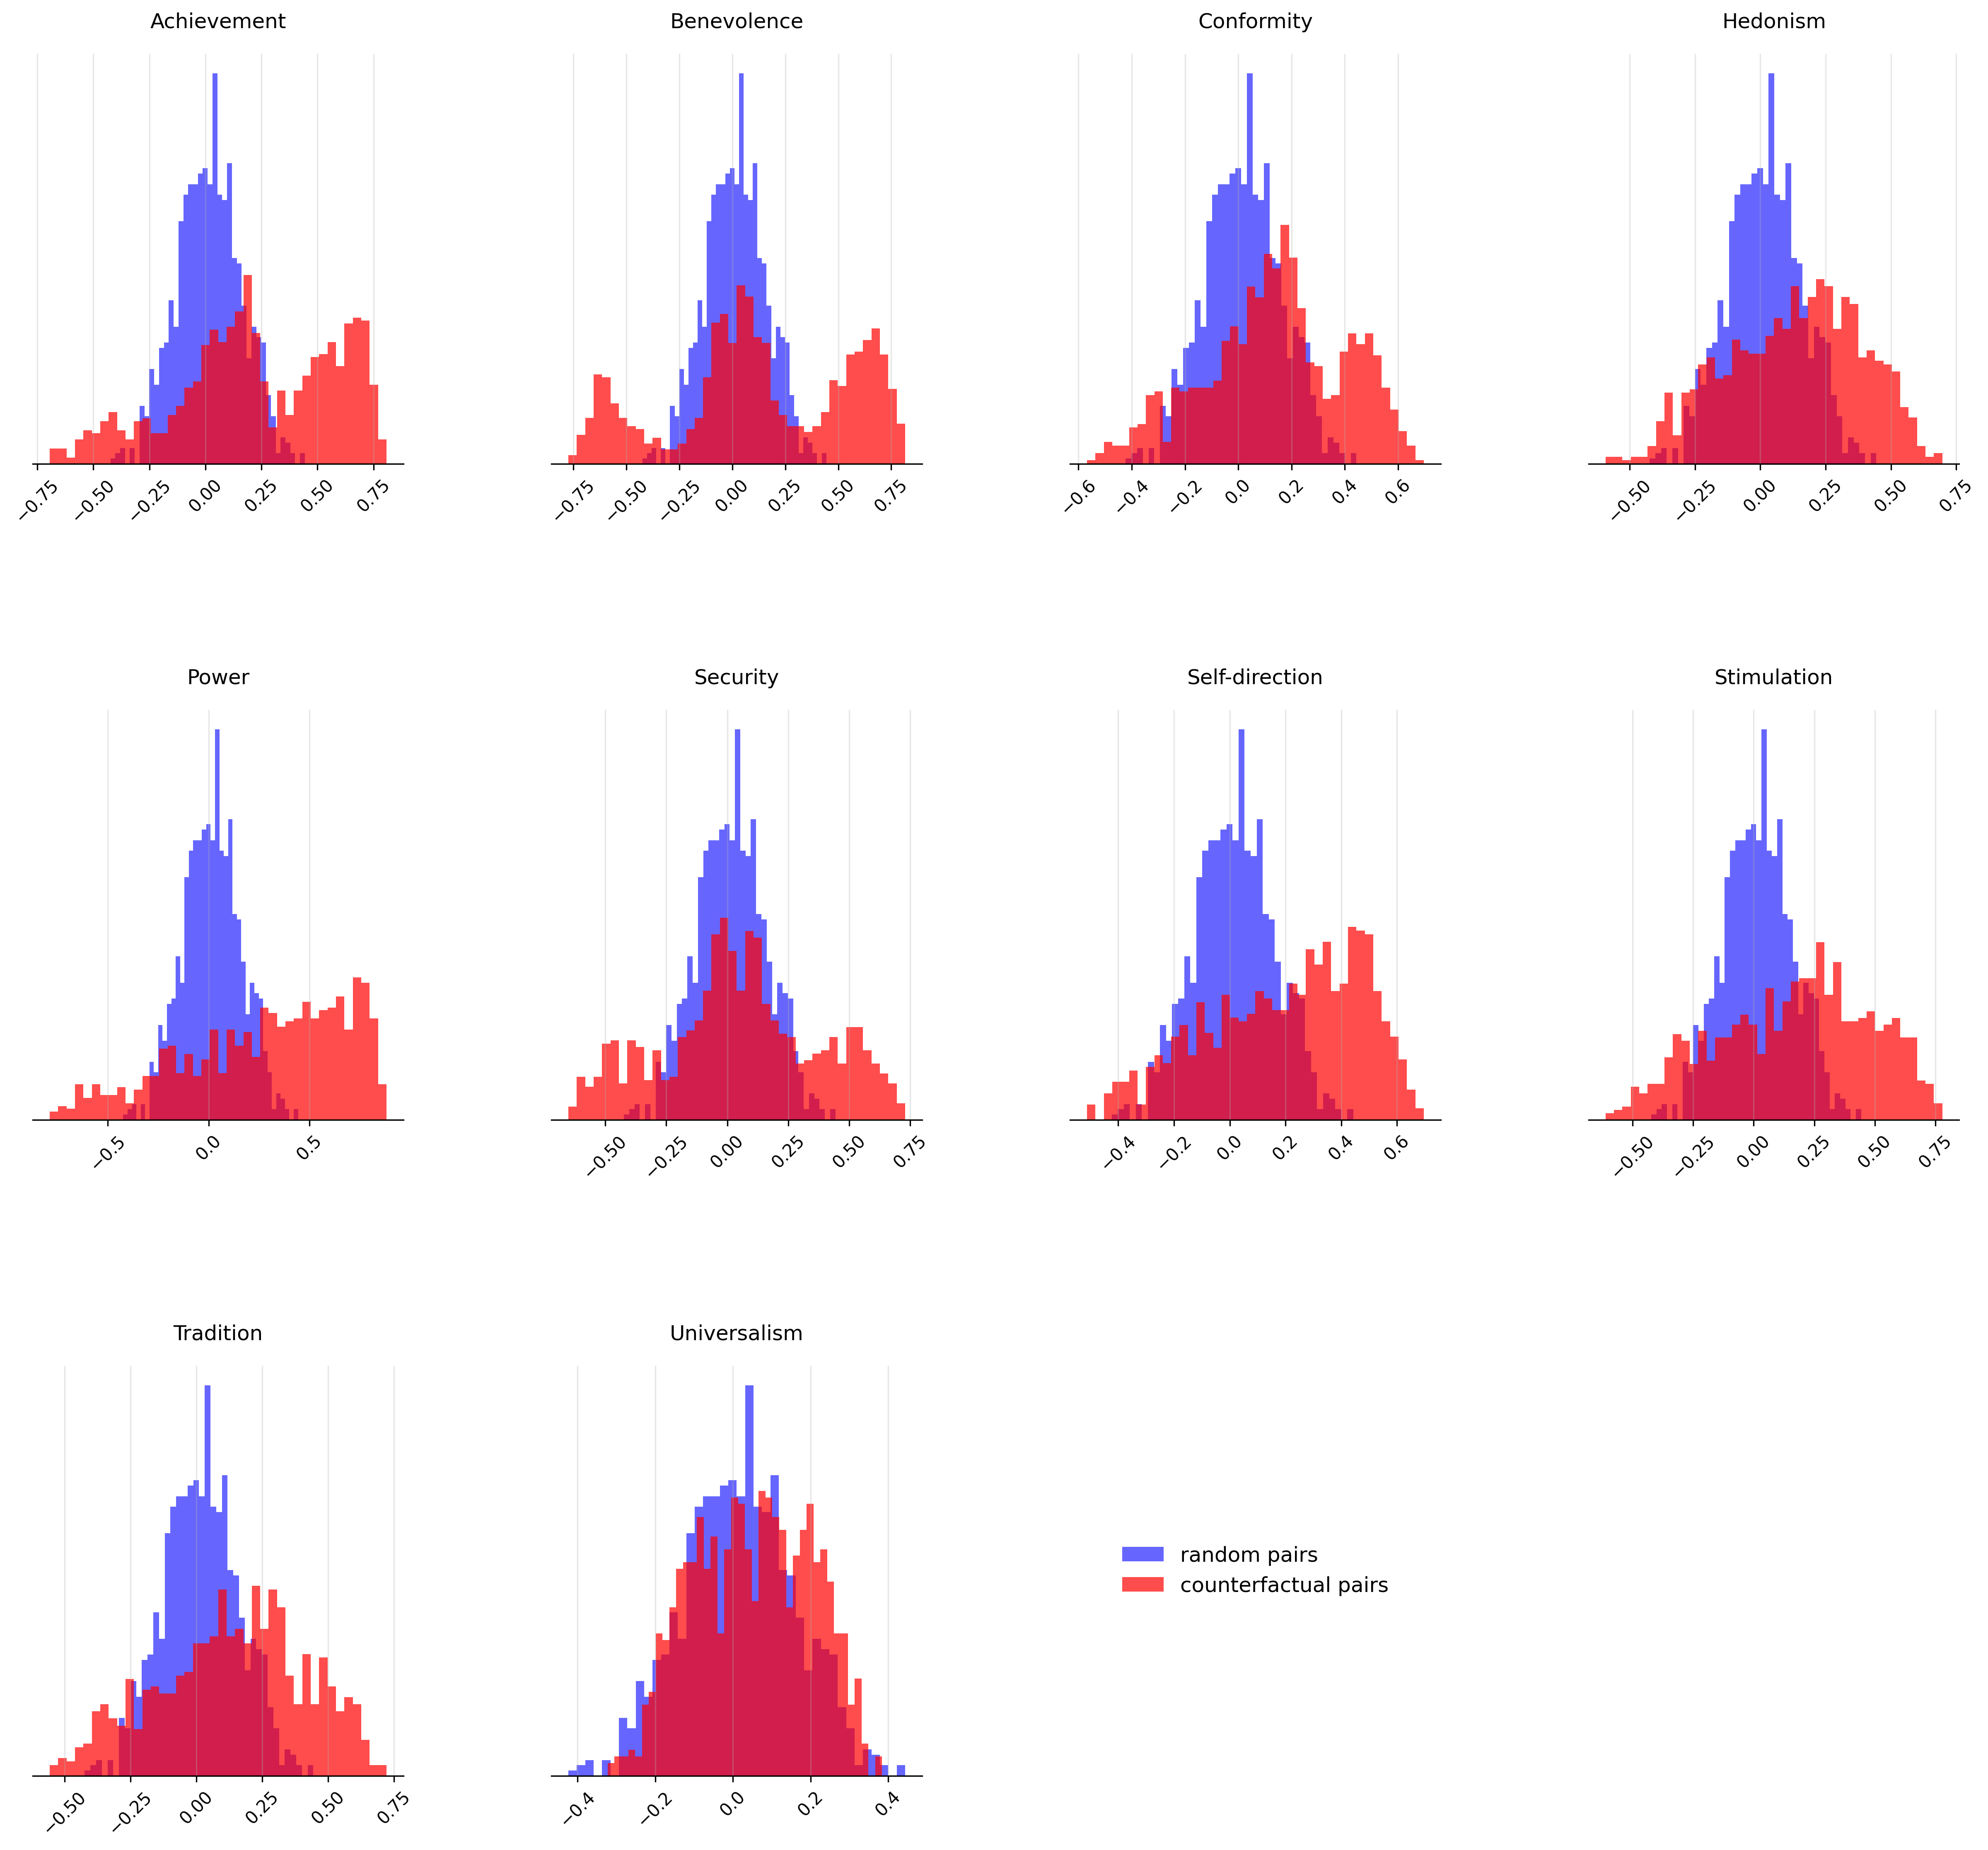 Achievement
Benevolence
Conformity
Hedonism
−0.75 −0.50 −0.25 0.00 0.25 0.50 0.75
−0.75 −0.50 −0.25 0.00 0.25 0.50 0.75
−0.6 −0.4 −0.2 0.0 0.2 0.4 0.6
−0.50 −0.25 0.00 0.25 0.50 0.75
Power
Security
Self-direction
Stimulation
−0.5 0.0 0.5
−0.50 −0.25 0.00 0.25 0.50 0.75
−0.4 −0.2 0.0 0.2 0.4 0.6
−0.50 −0.25 0.00 0.25 0.50 0.75
Tradition
Universalism
random pairs
counterfactual pairs
−0.50 −0.25 0.00 0.25 0.50 0.75
−0.4 −0.2 0.0 0.2 0.4